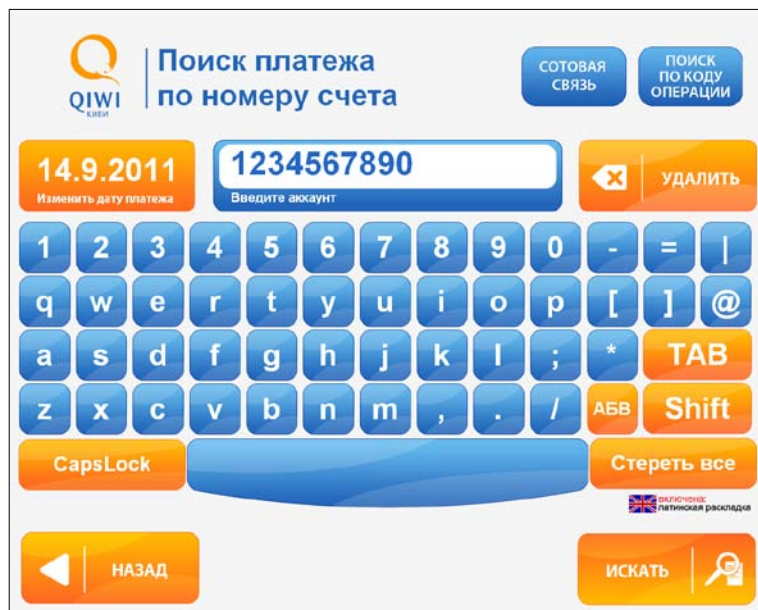 QIWI
КИВИ
Поиск платежа
по номеру счета
СОТОВАЯ
СВЯЗЬ
ПОИСК
ПО КОДУ
ОПЕРАЦИИ
14.9.2011
Изменить дату платежа
1234567890
Введите аккаунт
УДАЛИТЬ
1 2 3 4 5 6 7 8 9 0 - = |
q w e r t y u i o p [ ] @
a s d f g h j k l ; * TAB
z x c v b n m , . / АБВ Shift
CapsLock
Стереть все
включена:
латинская раскладка
НАЗАД
ИСКАТЬ